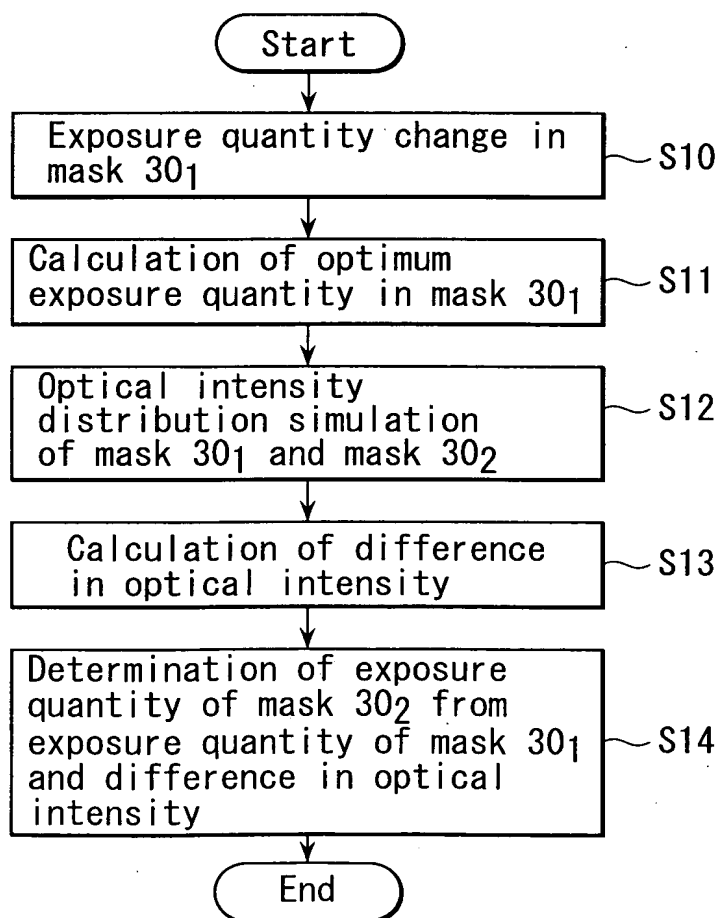 Start
Exposure quantity change in
mask 30₁
S10
Calculation of optimum
exposure quantity in mask 30₁
S11
Optical intensity
distribution simulation
of mask 30₁ and mask 30₂
S12
Calculation of difference
in optical intensity
S13
Determination of exposure
quantity of mask 30₂ from
exposure quantity of mask 30₁
and difference in optical
intensity
S14
End